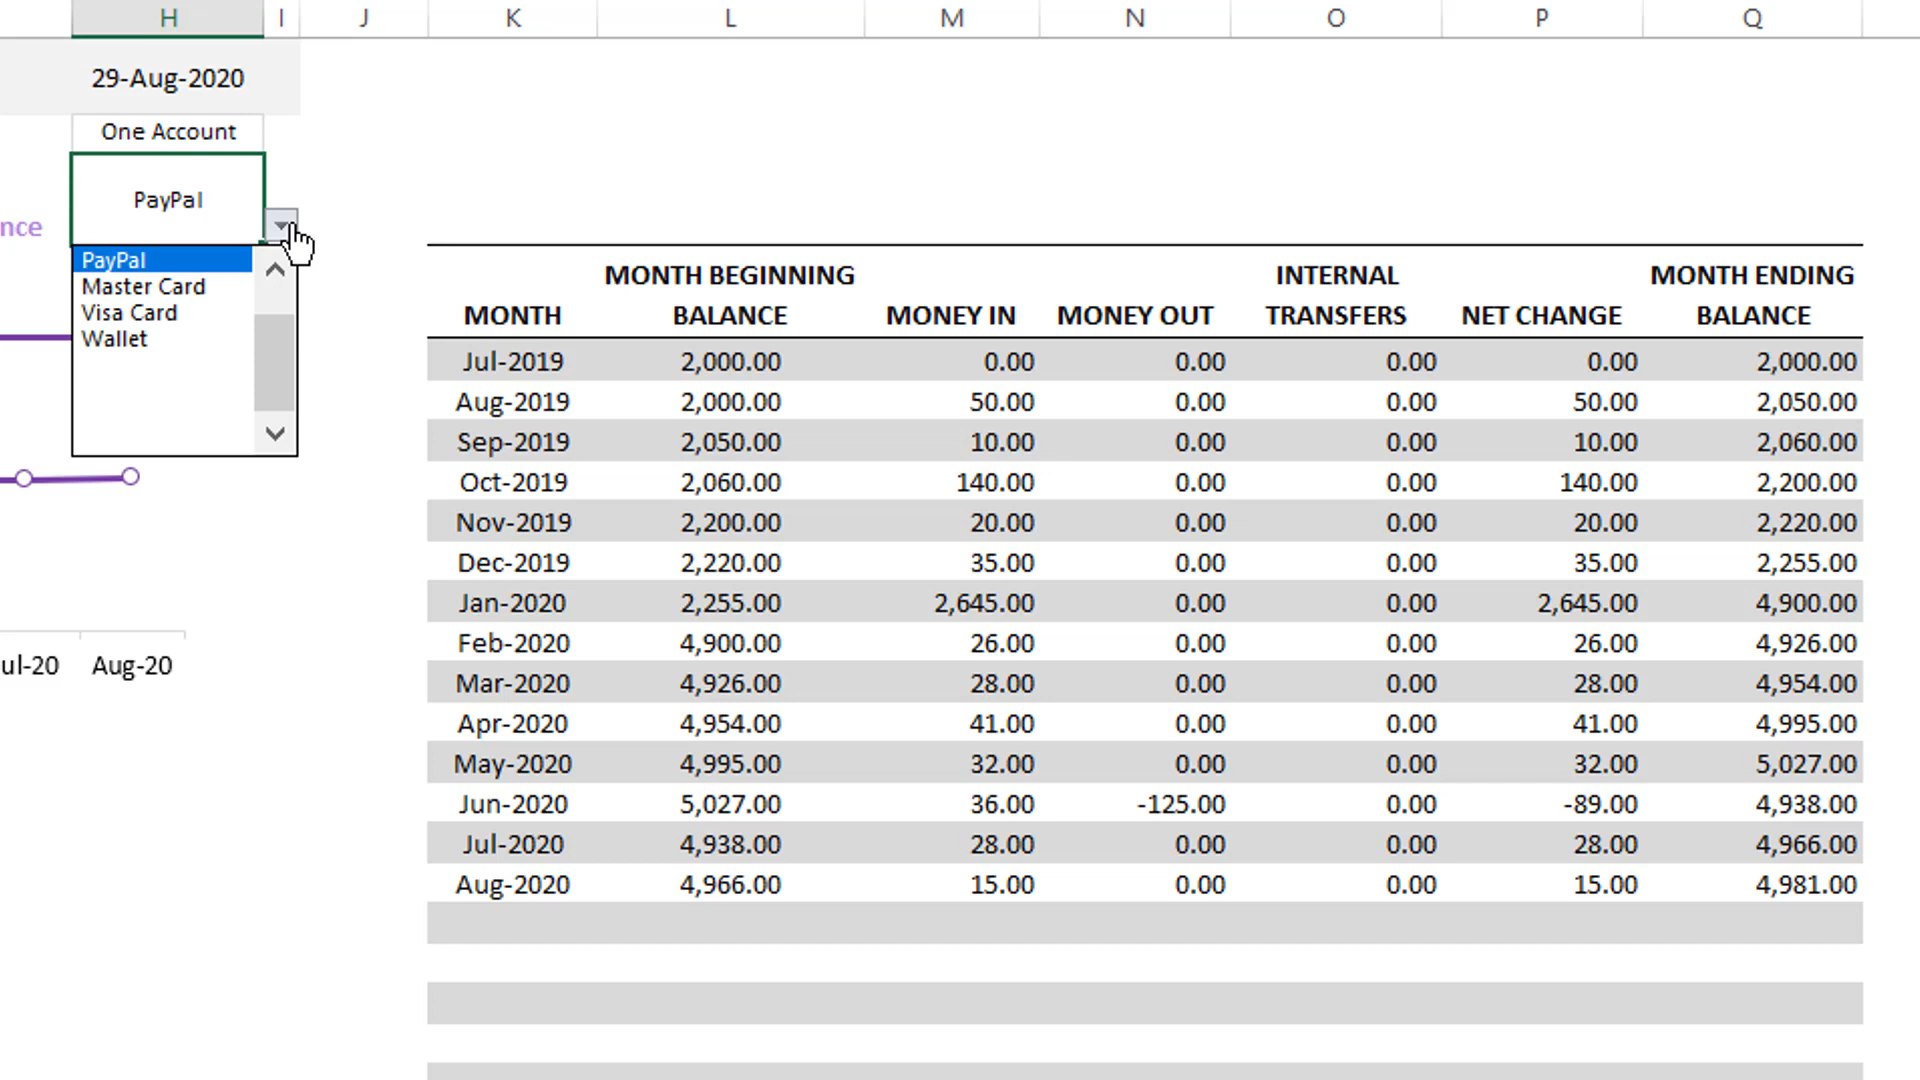 H I J K L M N O P Q
29-Aug-2020
One Account
PayPal
nce
PayPal
Master Card
Visa Card
Wallet
ul-20 Aug-20
MONTH BEGINNING INTERNAL MONTH ENDING
MONTH BALANCE MONEY IN MONEY OUT TRANSFERS NET CHANGE BALANCE
Jul-2019 2,000.00 0.00 0.00 0.00 0.00 2,000.00
Aug-2019 2,000.00 50.00 0.00 0.00 50.00 2,050.00
Sep-2019 2,050.00 10.00 0.00 0.00 10.00 2,060.00
Oct-2019 2,060.00 140.00 0.00 0.00 140.00 2,200.00
Nov-2019 2,200.00 20.00 0.00 0.00 20.00 2,220.00
Dec-2019 2,220.00 35.00 0.00 0.00 35.00 2,255.00
Jan-2020 2,255.00 2,645.00 0.00 0.00 2,645.00 4,900.00
Feb-2020 4,900.00 26.00 0.00 0.00 26.00 4,926.00
Mar-2020 4,926.00 28.00 0.00 0.00 28.00 4,954.00
Apr-2020 4,954.00 41.00 0.00 0.00 41.00 4,995.00
May-2020 4,995.00 32.00 0.00 0.00 32.00 5,027.00
Jun-2020 5,027.00 36.00 -125.00 0.00 -89.00 4,938.00
Jul-2020 4,938.00 28.00 0.00 0.00 28.00 4,966.00
Aug-2020 4,966.00 15.00 0.00 0.00 15.00 4,981.00